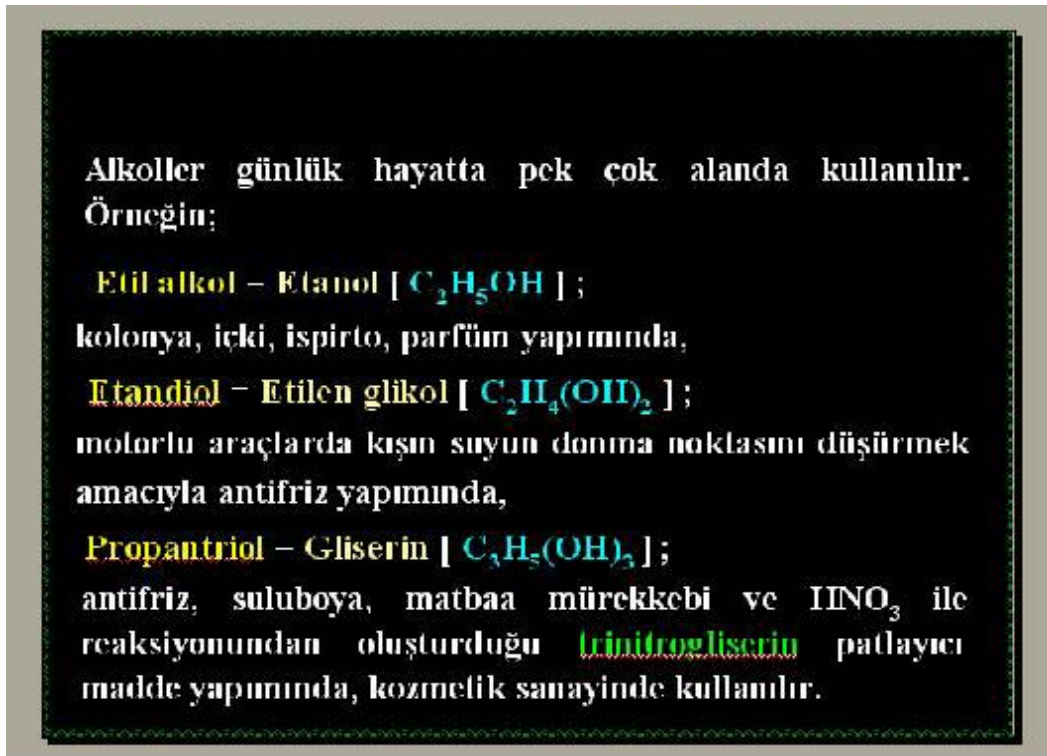 Alkoller günlük hayatta pek çok alanda kullanılır.
Örneğin;
Etil alkol – Etanol [ C₂H₅OH ] ;
kolonya, içki, ispirto, parfüm yapımında,
Etandiol – Etilen glikol [ C₂H₄(OH)₂ ] ;
motorlu araçlarda kışın suyun donma noktasını düşürmek
amacıyla antifriz yapımında,
Propantriol – Gliserin [ C₃H₅(OH)₃ ] ;
antifriz, suluboya, matbaa mürekkebi ve HNO₃ ile
reaksiyonundan oluşturduğu trinitrogliserin patlayıcı
madde yapımında, kozmetik sanayinde kullanılır.